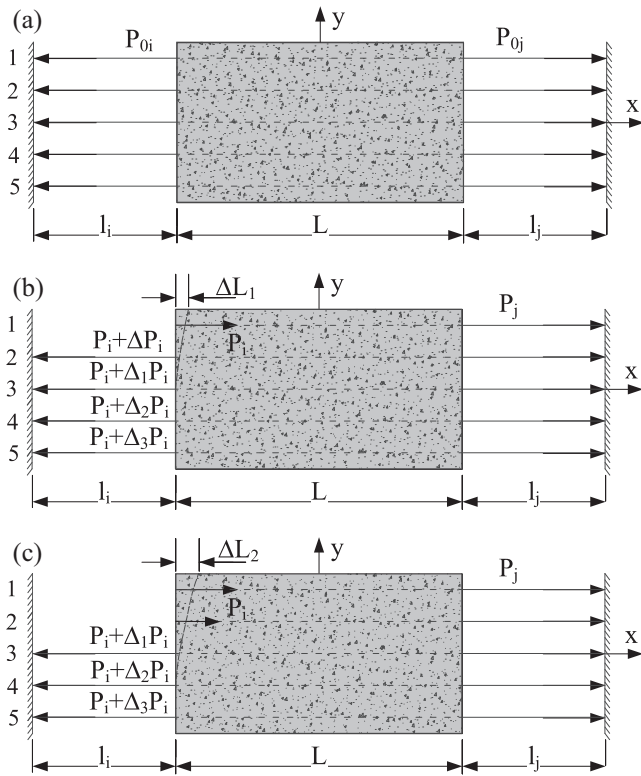 (a)
y
P0i
P0j
1
2
3
x
4
5
li
L
lj
(b)
ΔL1
y
1
Pj
Pi+ΔPi
Pi
2
Pi+Δ1Pi
3
x
Pi+Δ2Pi
4
Pi+Δ3Pi
5
li
L
lj
(c)
ΔL2
y
1
Pj
Pi
2
Pi+Δ1Pi
3
x
Pi+Δ2Pi
4
Pi+Δ3Pi
5
li
L
lj